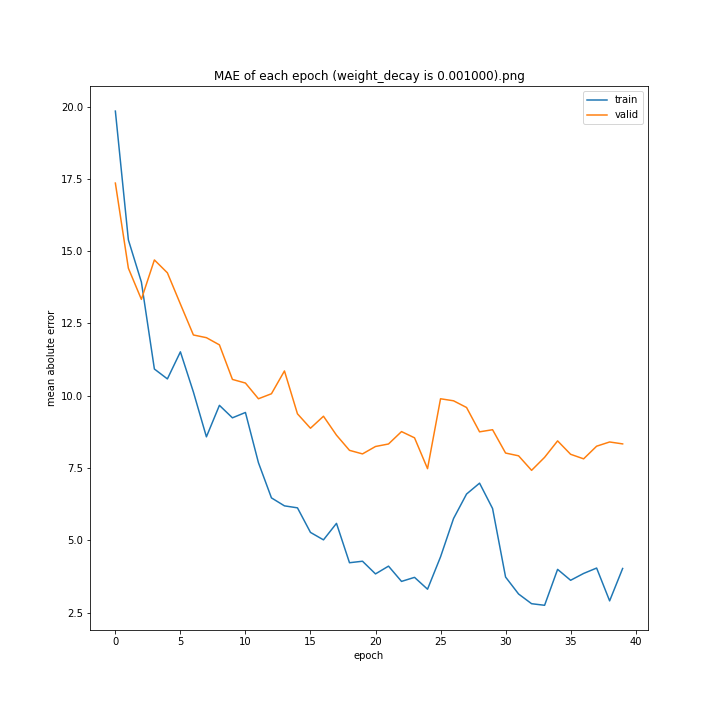 MAE of each epoch (weight_decay is 0.001000).png
train
valid
20.0
17.5
15.0
12.5
10.0
7.5
5.0
2.5
mean abolute error
0 5 10 15 20 25 30 35 40
epoch